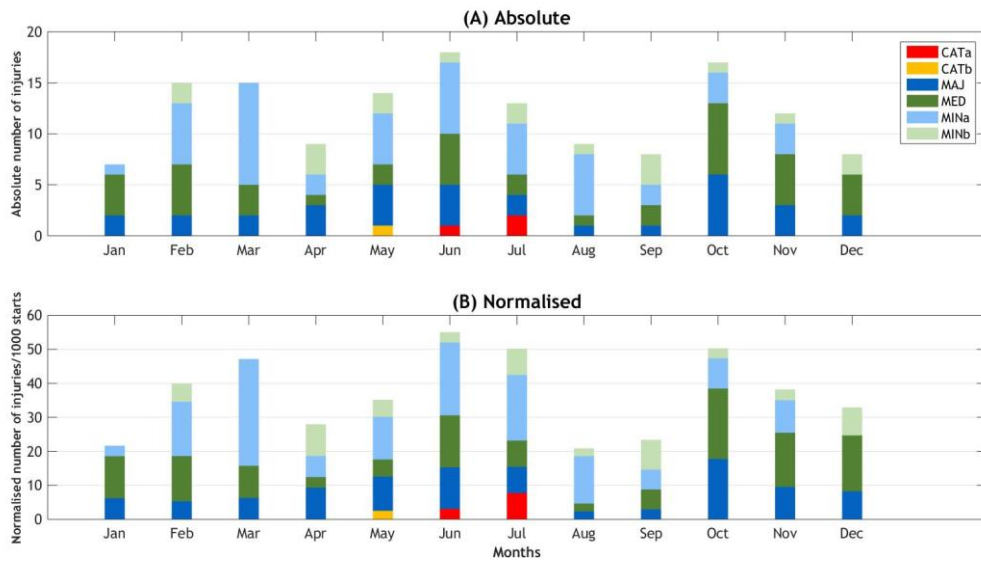 (A) Absolute
Absolute number of injuries
20
15
10
5
0
CATa
CATb
MAJ
MED
MINa
MINb
Jan Feb Mar Apr May Jun Jul Aug Sep Oct Nov Dec
(B) Normalised
Normalised number of injuries/1000 starts
60
50
40
30
20
10
0
Jan Feb Mar Apr May Jun Jul Aug Sep Oct Nov Dec
Months